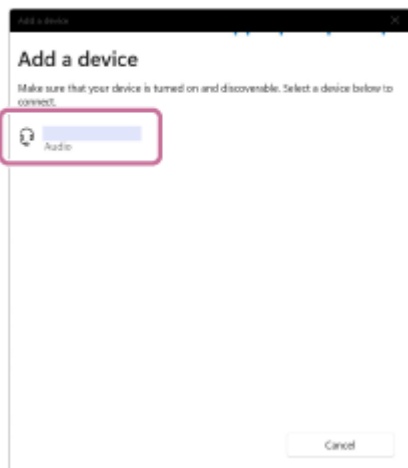 Add a device
Add a device
Make sure that your device is turned on and discoverable. Select a device below to
connect.
Audio
Cancel